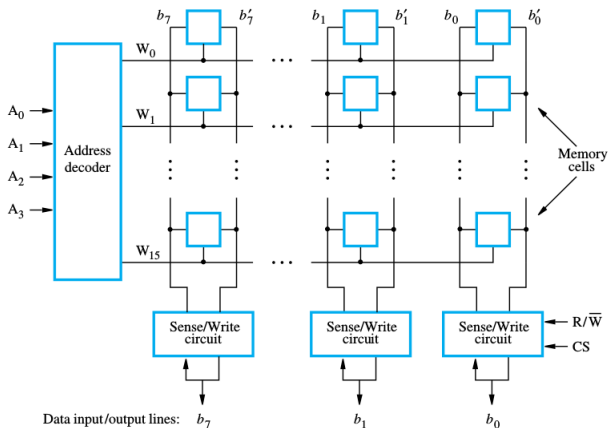 b₇ b′₇ b₁ b′₁ b₀ b′₀
W₀
• • •
W₁
• • •
A₀
A₁
A₂
A₃
Address
decoder
Memory
cells
W₁₅
• • •
Sense/Write
circuit
Sense/Write
circuit
Sense/Write
circuit
R/W̅
CS
Data input/output lines: b₇ b₁ b₀